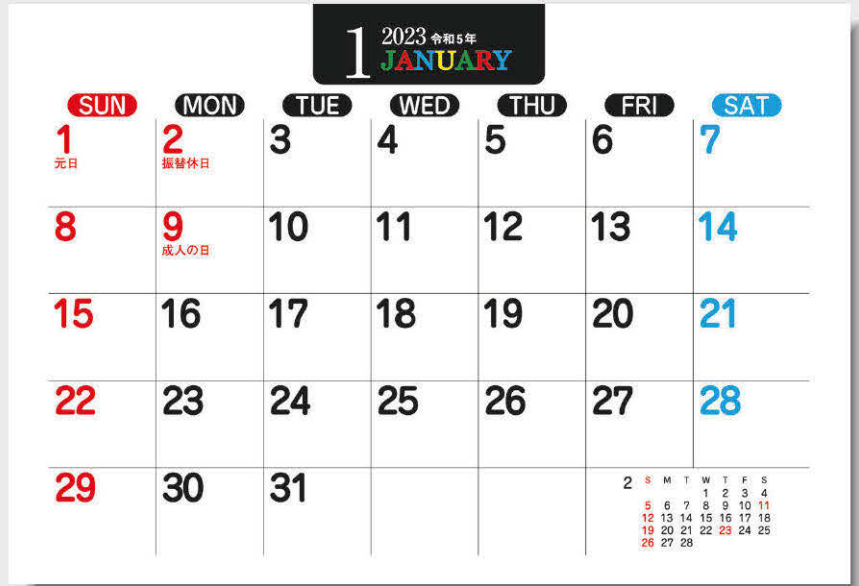 1 2023 令和5年
JANUARY
SUN MON TUE WED THU FRI SAT
1 2 3 4 5 6 7
元日 振替休日
8 9 10 11 12 13 14
成人の日
15 16 17 18 19 20 21
22 23 24 25 26 27 28
29 30 31
2 S M T W T F S
1 2 3 4
5 6 7 8 9 10 11
12 13 14 15 16 17 18
19 20 21 22 23 24 25
26 27 28